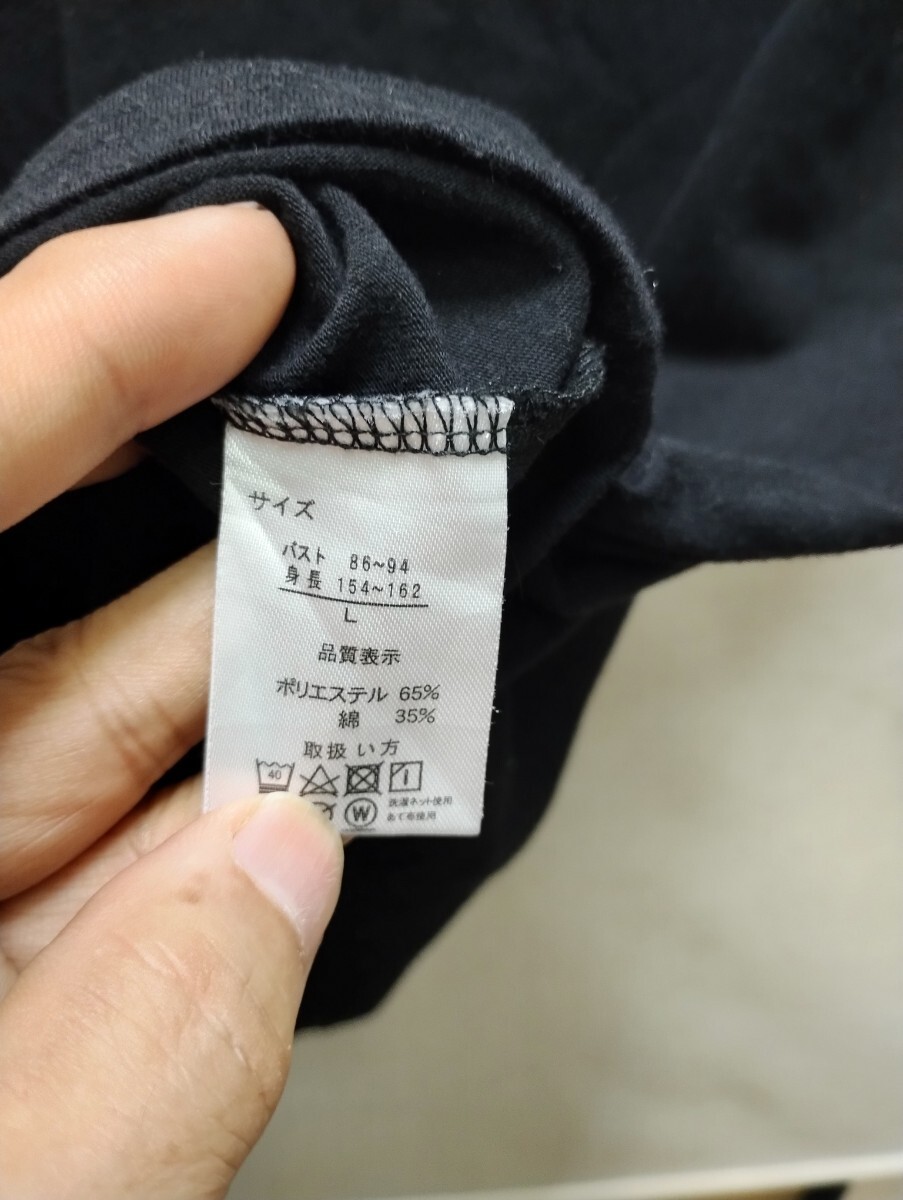 サイズ
バスト 86~94
身長 154~162
L
品質表示
ポリエステル 65%
綿 35%
取扱い方
40
W 洗濯ネット使用
あて布使用